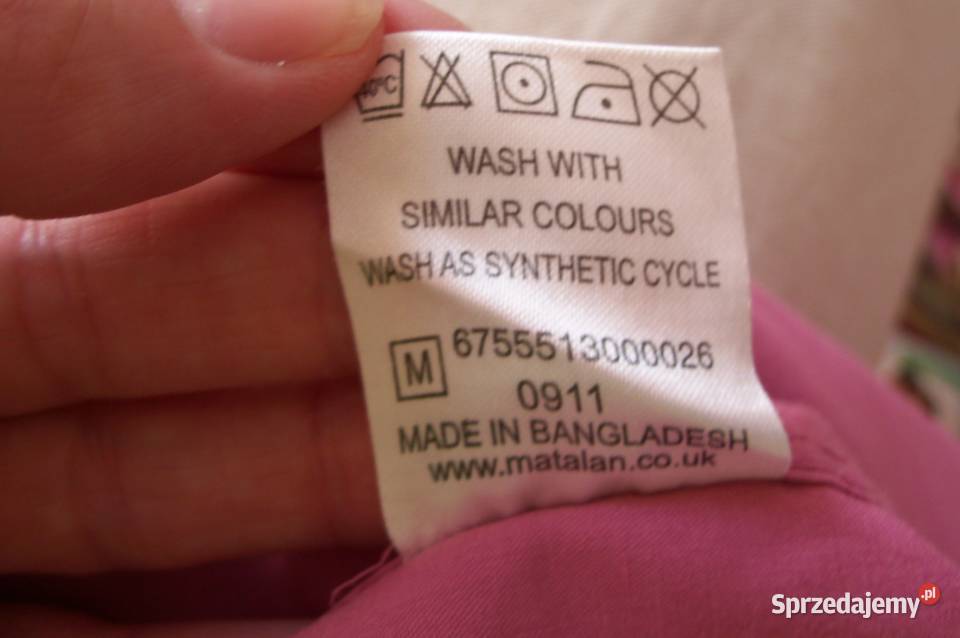 40°C
WASH WITH
SIMILAR COLOURS
WASH AS SYNTHETIC CYCLE
M 6755513000026
0911
MADE IN BANGLADESH
www.matalan.co.uk
Sprzedajemy.pl